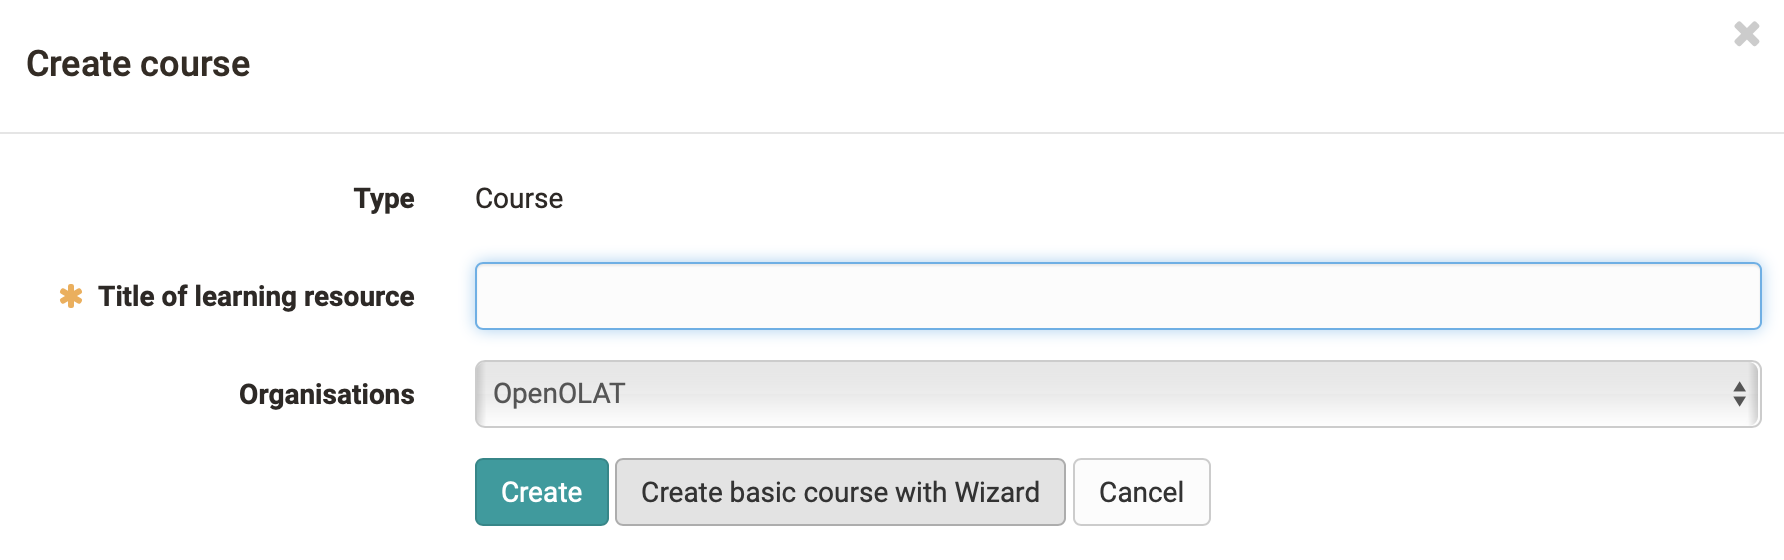 Create course
Type Course
Title of learning resource
Organisations OpenOLAT
Create Create basic course with Wizard Cancel